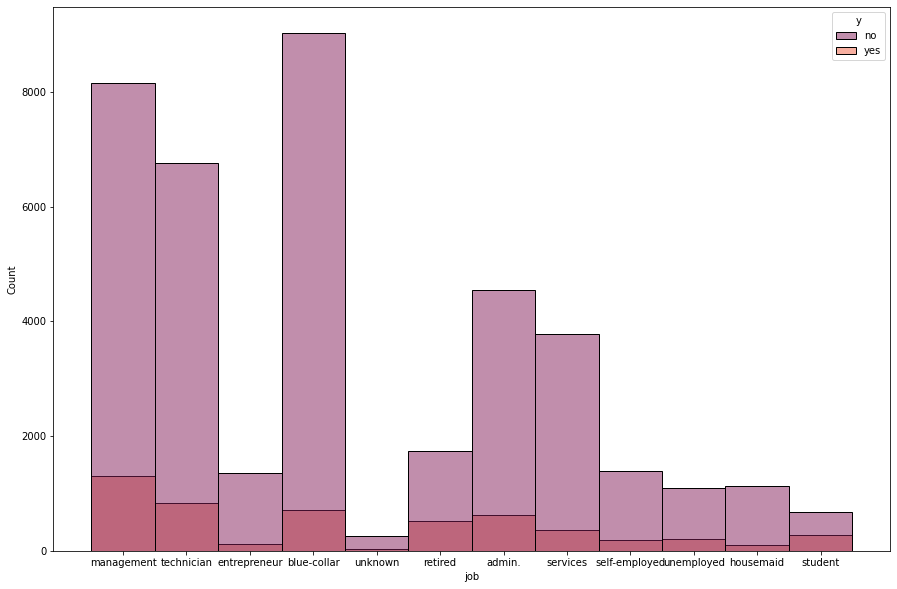 y
no
yes
8000
6000
4000
2000
0
Count
management technician entrepreneur blue-collar unknown retired admin. services self-employed unemployed housemaid student
job